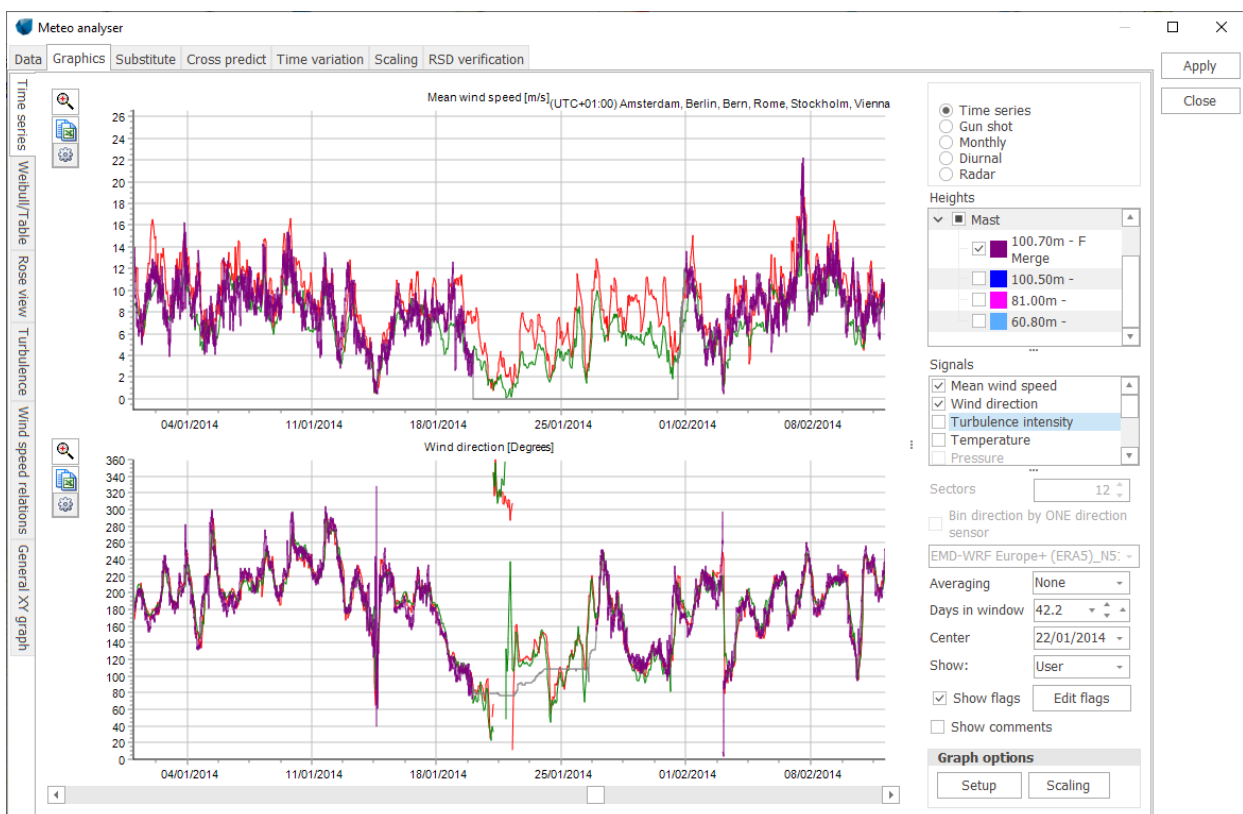 Meteo analyser
Data Graphics Substitute Cross predict Time variation Scaling RSD verification
Apply
Close
Time series
Weibull/Table
Rose view
Turbulence
Wind speed relations
General XY graph
Mean wind speed [m/s] (UTC+01:00) Amsterdam, Berlin, Bern, Rome, Stockholm, Vienna
26
24
22
20
18
16
14
12
10
8
6
4
2
0
04/01/2014 11/01/2014 18/01/2014 25/01/2014 01/02/2014 08/02/2014
Wind direction [Degrees]
360
340
320
300
280
260
240
220
200
180
160
140
120
100
80
60
40
20
0
04/01/2014 11/01/2014 18/01/2014 25/01/2014 01/02/2014 08/02/2014
Time series
Gun shot
Monthly
Diurnal
Radar
Heights
Mast
100.70m - F
Merge
100.50m -
81.00m -
60.80m -
Signals
Mean wind speed
Wind direction
Turbulence intensity
Temperature
Pressure
Sectors 12
Bin direction by ONE direction
sensor
EMD-WRF Europe+ (ERA5)_N5
Averaging None
Days in window 42.2
Center 22/01/2014
Show: User
Show flags Edit flags
Show comments
Graph options
Setup Scaling